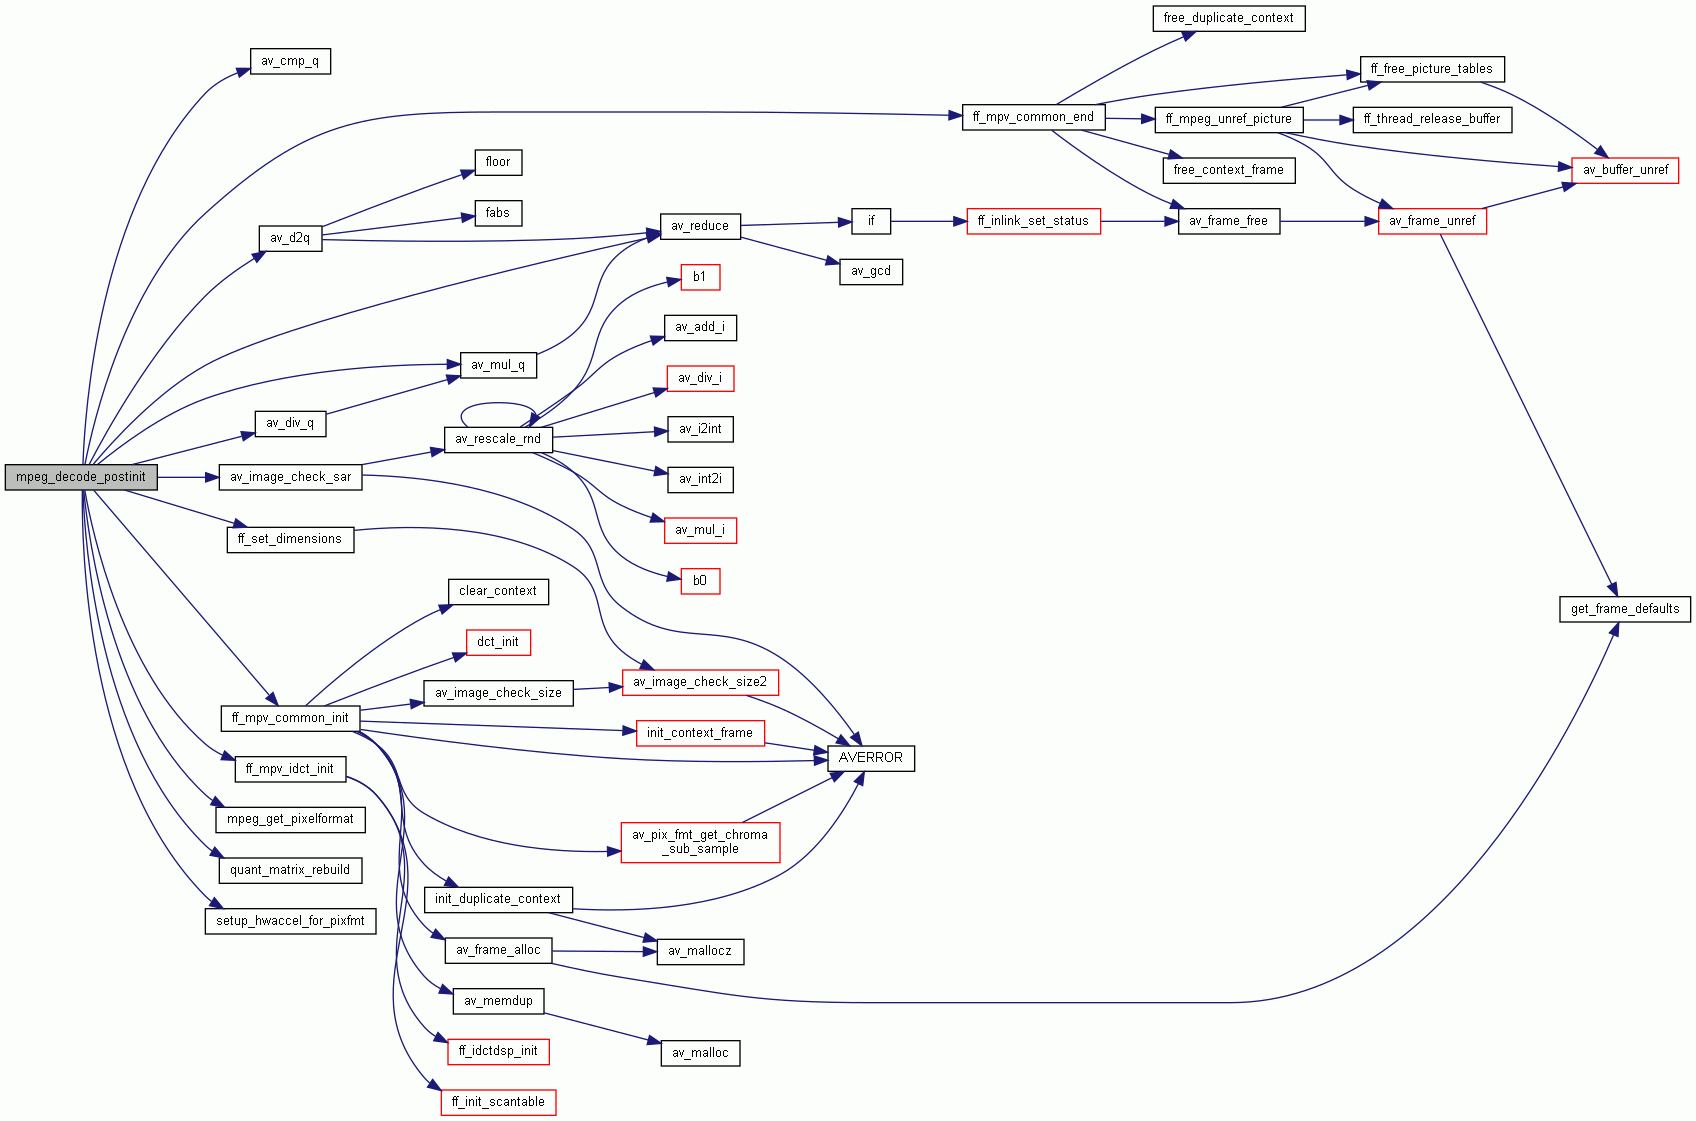 free_duplicate_context
av_cmp_q
ff_free_picture_tables
ff_mpv_common_end
ff_mpeg_unref_picture
ff_thread_release_buffer
floor
free_context_frame
av_buffer_unref
fabs
av_reduce
if
ff_inlink_set_status
av_frame_free
av_frame_unref
av_d2q
av_gcd
b1
av_add_i
av_mul_q
av_div_i
av_div_q
av_rescale_rnd
av_i2int
mpeg_decode_postinit
av_image_check_sar
av_int2i
ff_set_dimensions
av_mul_i
b0
clear_context
get_frame_defaults
dct_init
av_image_check_size
av_image_check_size2
ff_mpv_common_init
init_context_frame
AVERROR
ff_mpv_idct_init
mpeg_get_pixelformat
av_pix_fmt_get_chroma
_sub_sample
quant_matrix_rebuild
init_duplicate_context
setup_hwaccel_for_pixfmt
av_frame_alloc
av_mallocz
av_memdup
ff_idctdsp_init
av_malloc
ff_init_scantable